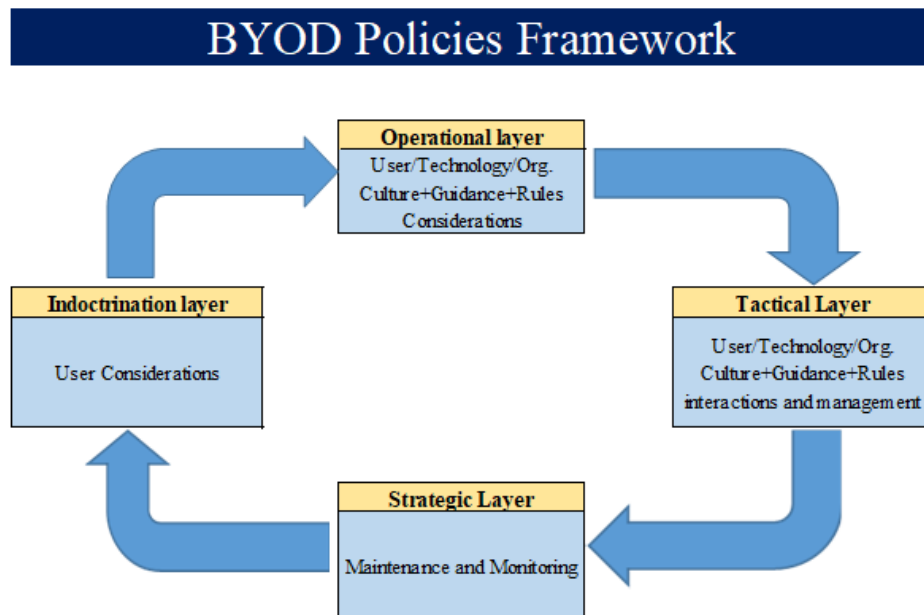 BYOD Policies Framework
Operational layer
User/Technology/Org.
Culture+Guidance+Rules
Considerations
Indoctrination layer
User Considerations
Tactical Layer
User/Technology/Org.
Culture+Guidance+Rules
interactions and management
Strategic Layer
Maintenance and Monitoring